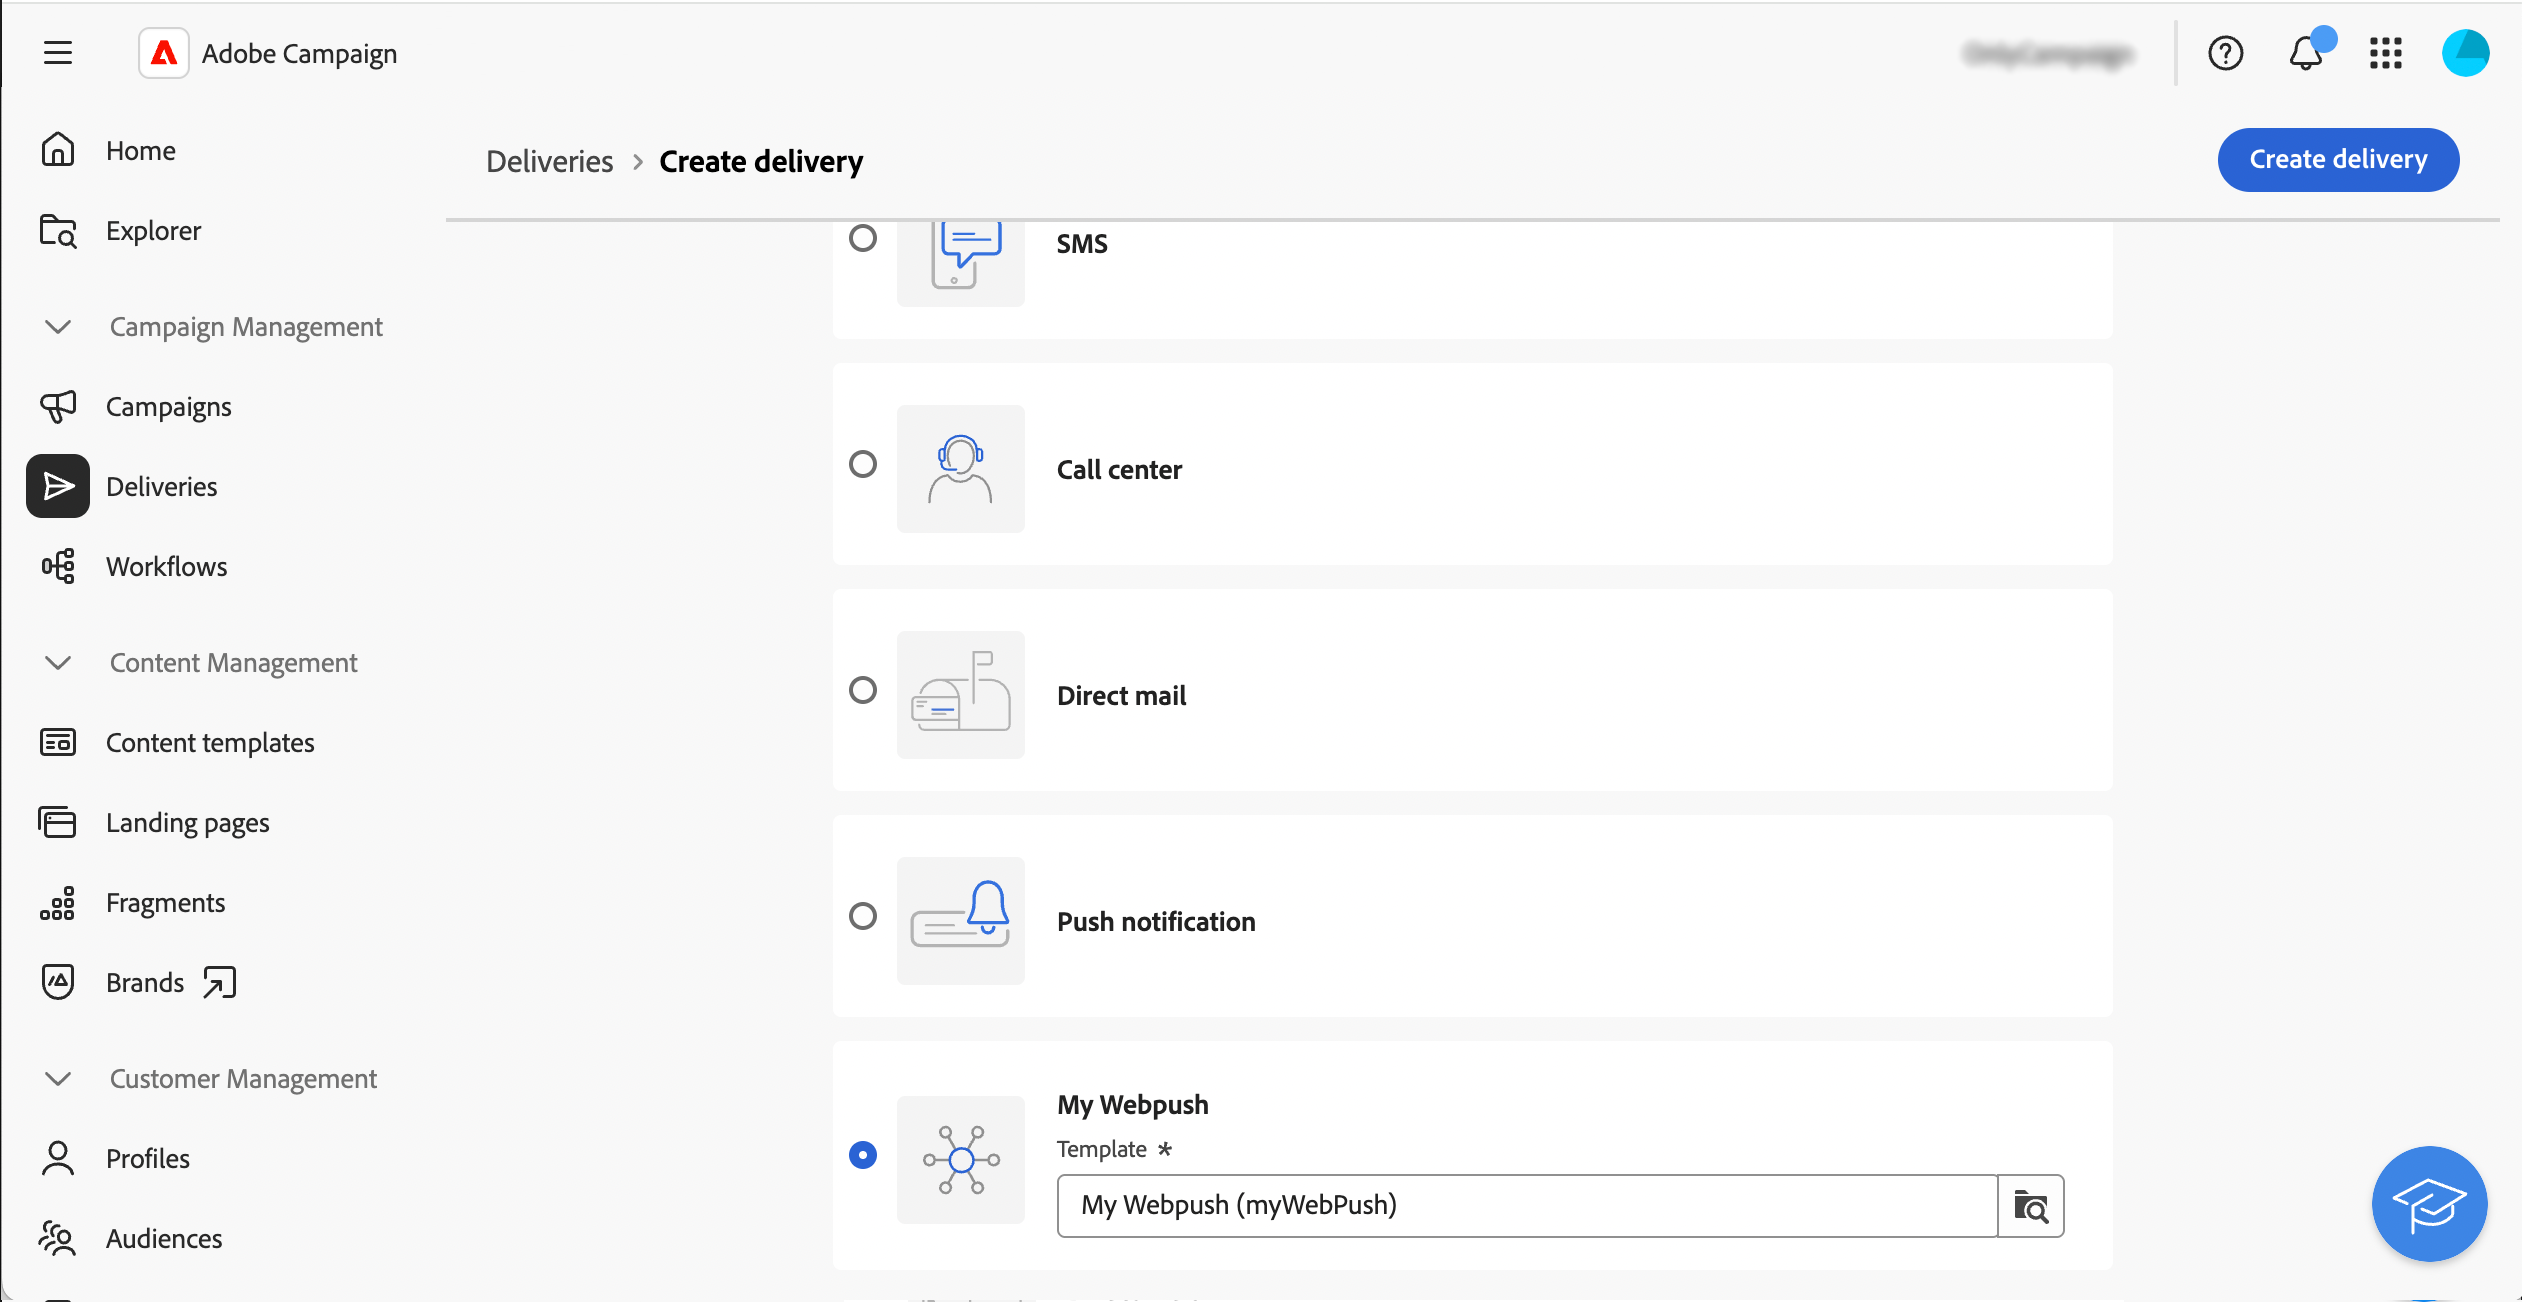 Adobe Campaign
Home
Explorer
Campaign Management
Campaigns
Deliveries
Workflows
Content Management
Content templates
Landing pages
Fragments
Brands
Customer Management
Profiles
Audiences
Deliveries > Create delivery
Create delivery
SMS
Call center
Direct mail
Push notification
My Webpush
Template *
My Webpush (myWebPush)